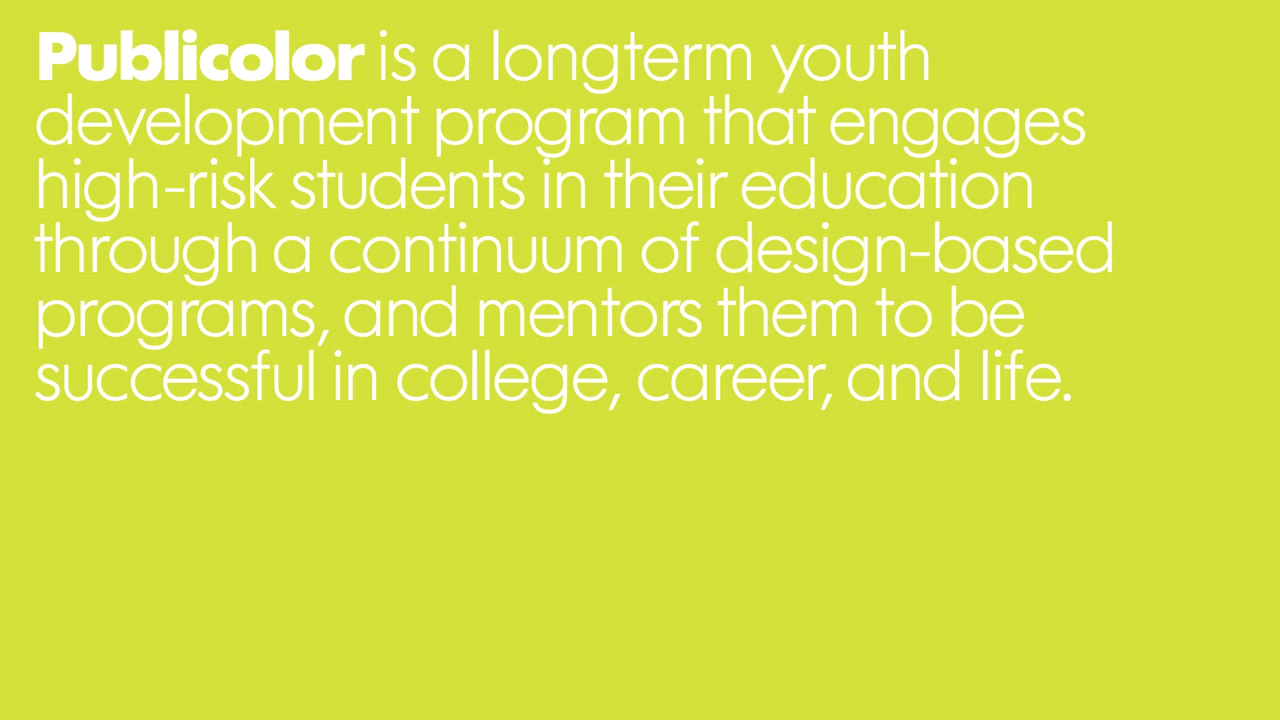 Publicolor is a longterm youth
development program that engages
high-risk students in their education
through a continuum of design-based
programs, and mentors them to be
successful in college, career, and life.